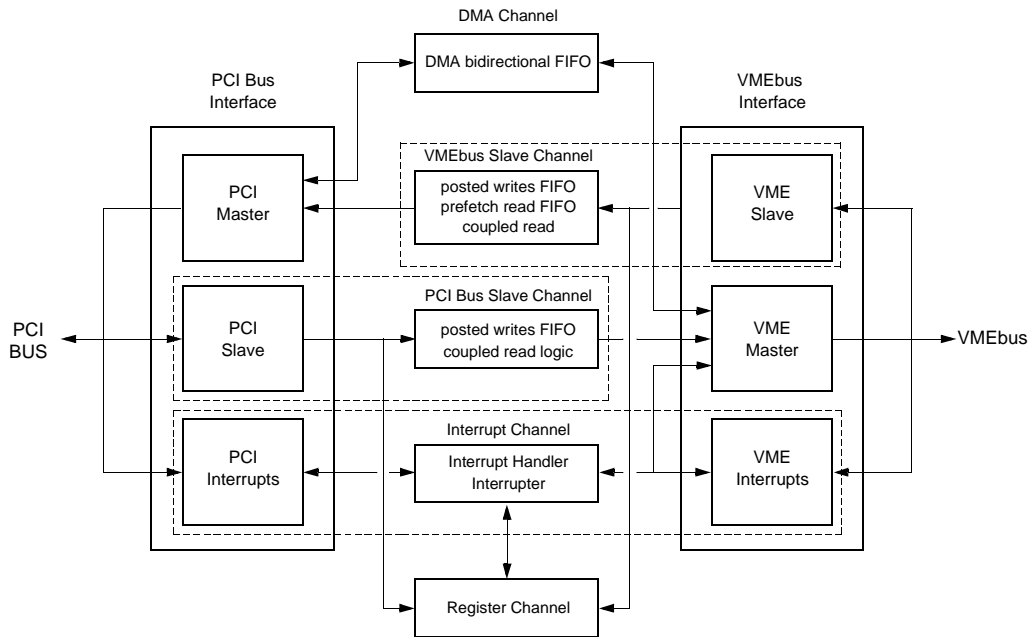 DMA Channel
DMA bidirectional FIFO
PCI Bus
Interface
VMEbus
Interface
VMEbus Slave Channel
PCI
Master
posted writes FIFO
prefetch read FIFO
coupled read
VME
Slave
PCI Bus Slave Channel
PCI
BUS
PCI
Slave
posted writes FIFO
coupled read logic
VME
Master
VMEbus
Interrupt Channel
PCI
Interrupts
Interrupt Handler
Interrupter
VME
Interrupts
Register Channel